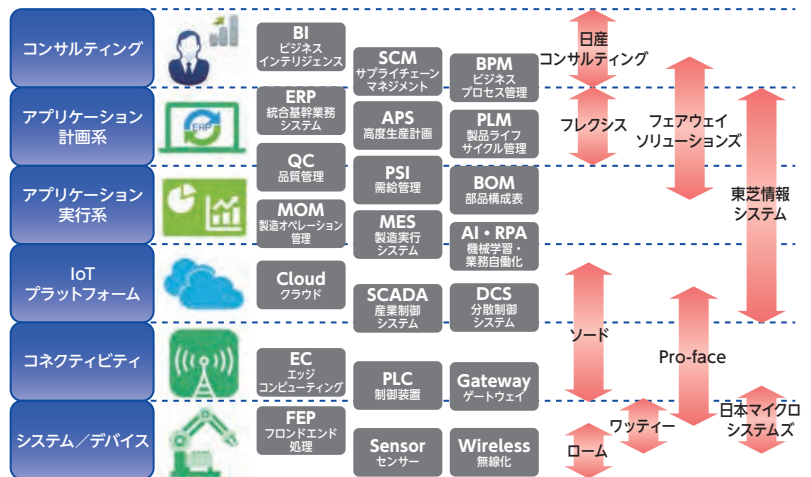 コンサルティング
BI
ビジネス
インテリジェンス
SCM
サプライチェーン
マネジメント
BPM
ビジネス
プロセス管理
日産
コンサルティング
アプリケーション
計画系
ERP
ERP
統合基幹業務
システム
APS
高度生産計画
PLM
製品ライフ
サイクル管理
フレクシス
フェアウェイ
ソリューションズ
QC
品質管理
PSI
需給管理
BOM
部品構成表
アプリケーション
実行系
MOM
製造オペレーション
管理
MES
製造実行
システム
AI・RPA
機械学習・
業務自動化
東芝情報
システム
IoT
プラットフォーム
Cloud
クラウド
SCADA
産業制御
システム
DCS
分散制御
システム
ソード
Pro-face
コネクティビティ
EC
エッジ
コンピューティング
PLC
制御装置
Gateway
ゲートウェイ
システム／デバイス
FEP
フロンドエンド
処理
Sensor
センサー
Wireless
無線化
ローム
ワッティー
日本マイクロ
システムズ